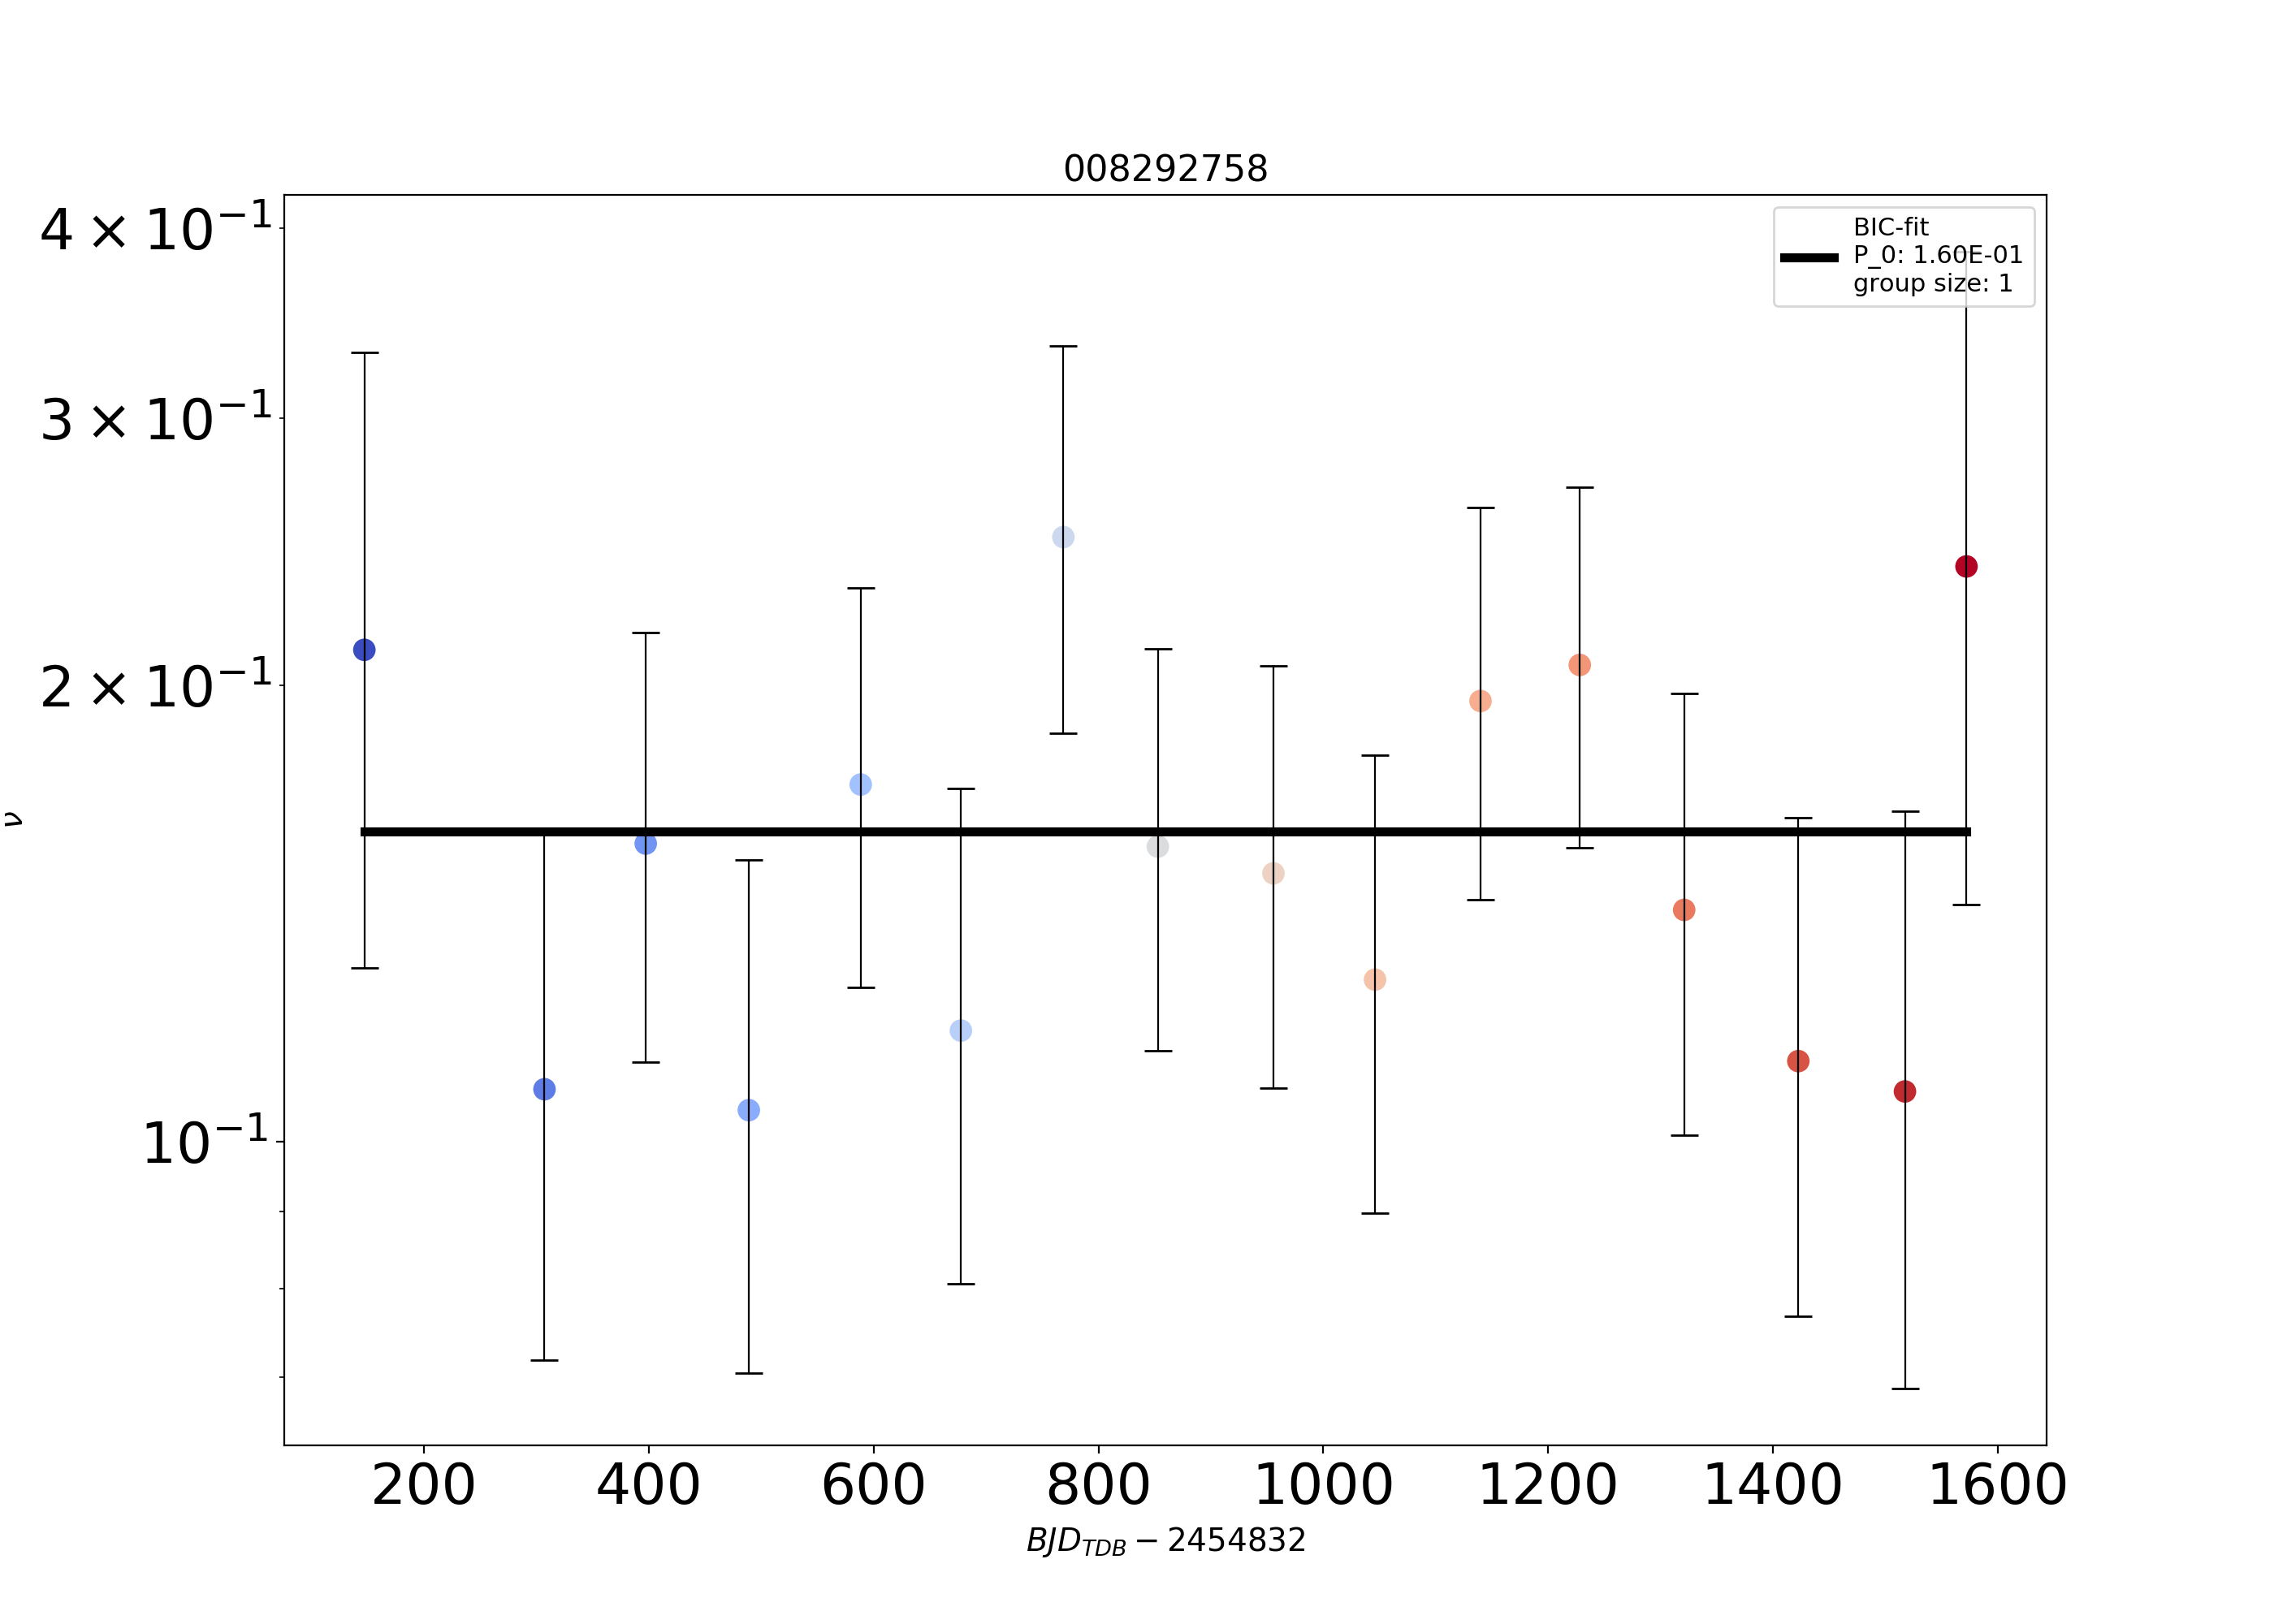 008292758
4 × 10⁻¹
3 × 10⁻¹
2 × 10⁻¹
10⁻¹
ν
BIC-fit
P_0: 1.60E-01
group size: 1
200 400 600 800 1000 1200 1400 1600
BJD_TDB − 2454832